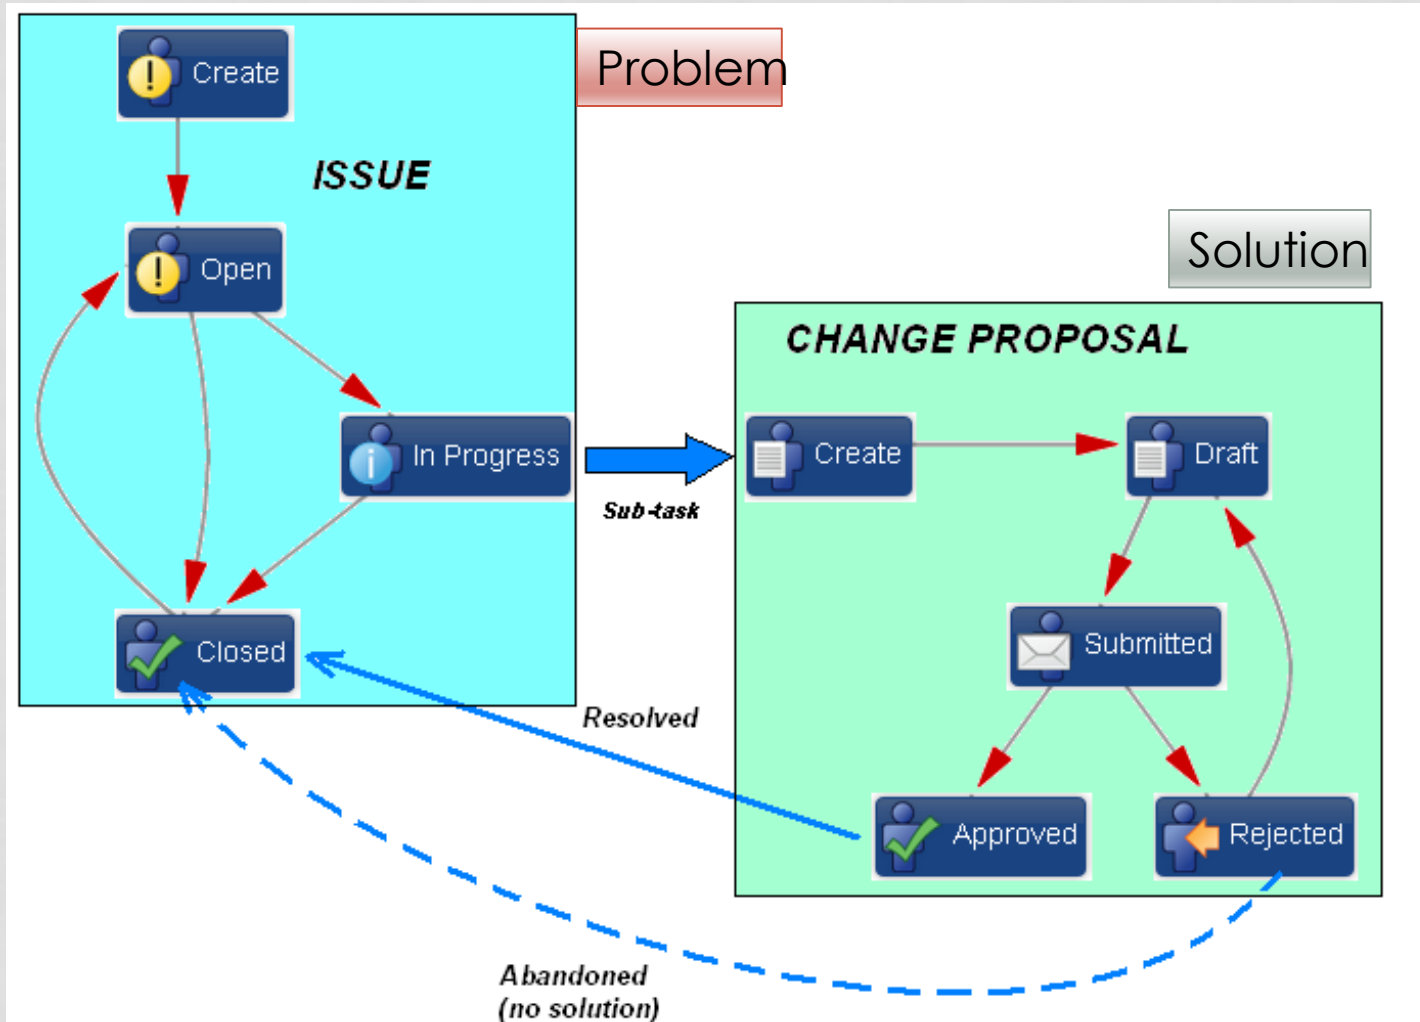 Create
Problem
ISSUE
Open
Solution
CHANGE PROPOSAL
In Progress
Sub-task
Create
Draft
Closed
Submitted
Resolved
Approved
Rejected
Abandoned
(no solution)